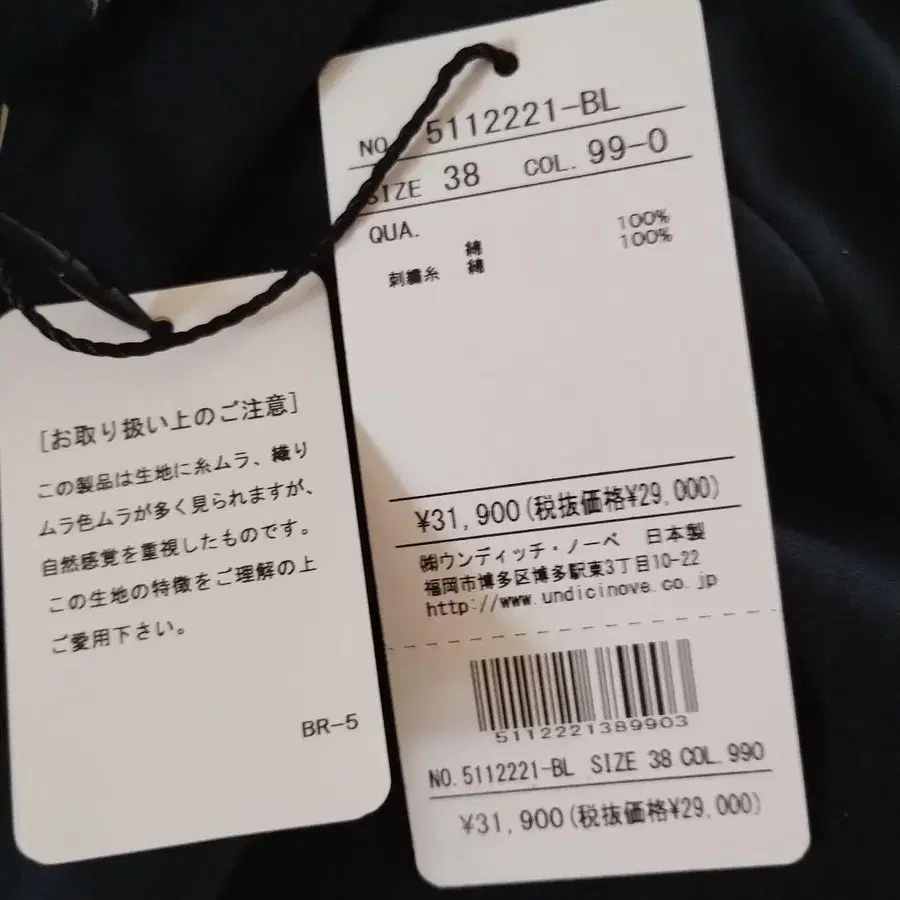 NO. 5112221-BL
SIZE 38 COL. 99-0
QUA.
綿 100%
刺繍糸 綿 100%
¥31,900(税抜価格¥29,000)
㈱ウンディッチ・ノーベ 日本製
福岡市博多区博多駅東3丁目10-22
http://www.undicinove.co.jp
5112221389903
NO.5112221-BL SIZE 38 COL.990
¥31,900(税抜価格¥29,000)
[お取り扱い上のご注意]
この製品は生地に糸ムラ、織り
ムラ色ムラが多く見られますが、
自然感覚を重視したものです。
この生地の特徴をご理解の上
ご愛用下さい。
BR-5